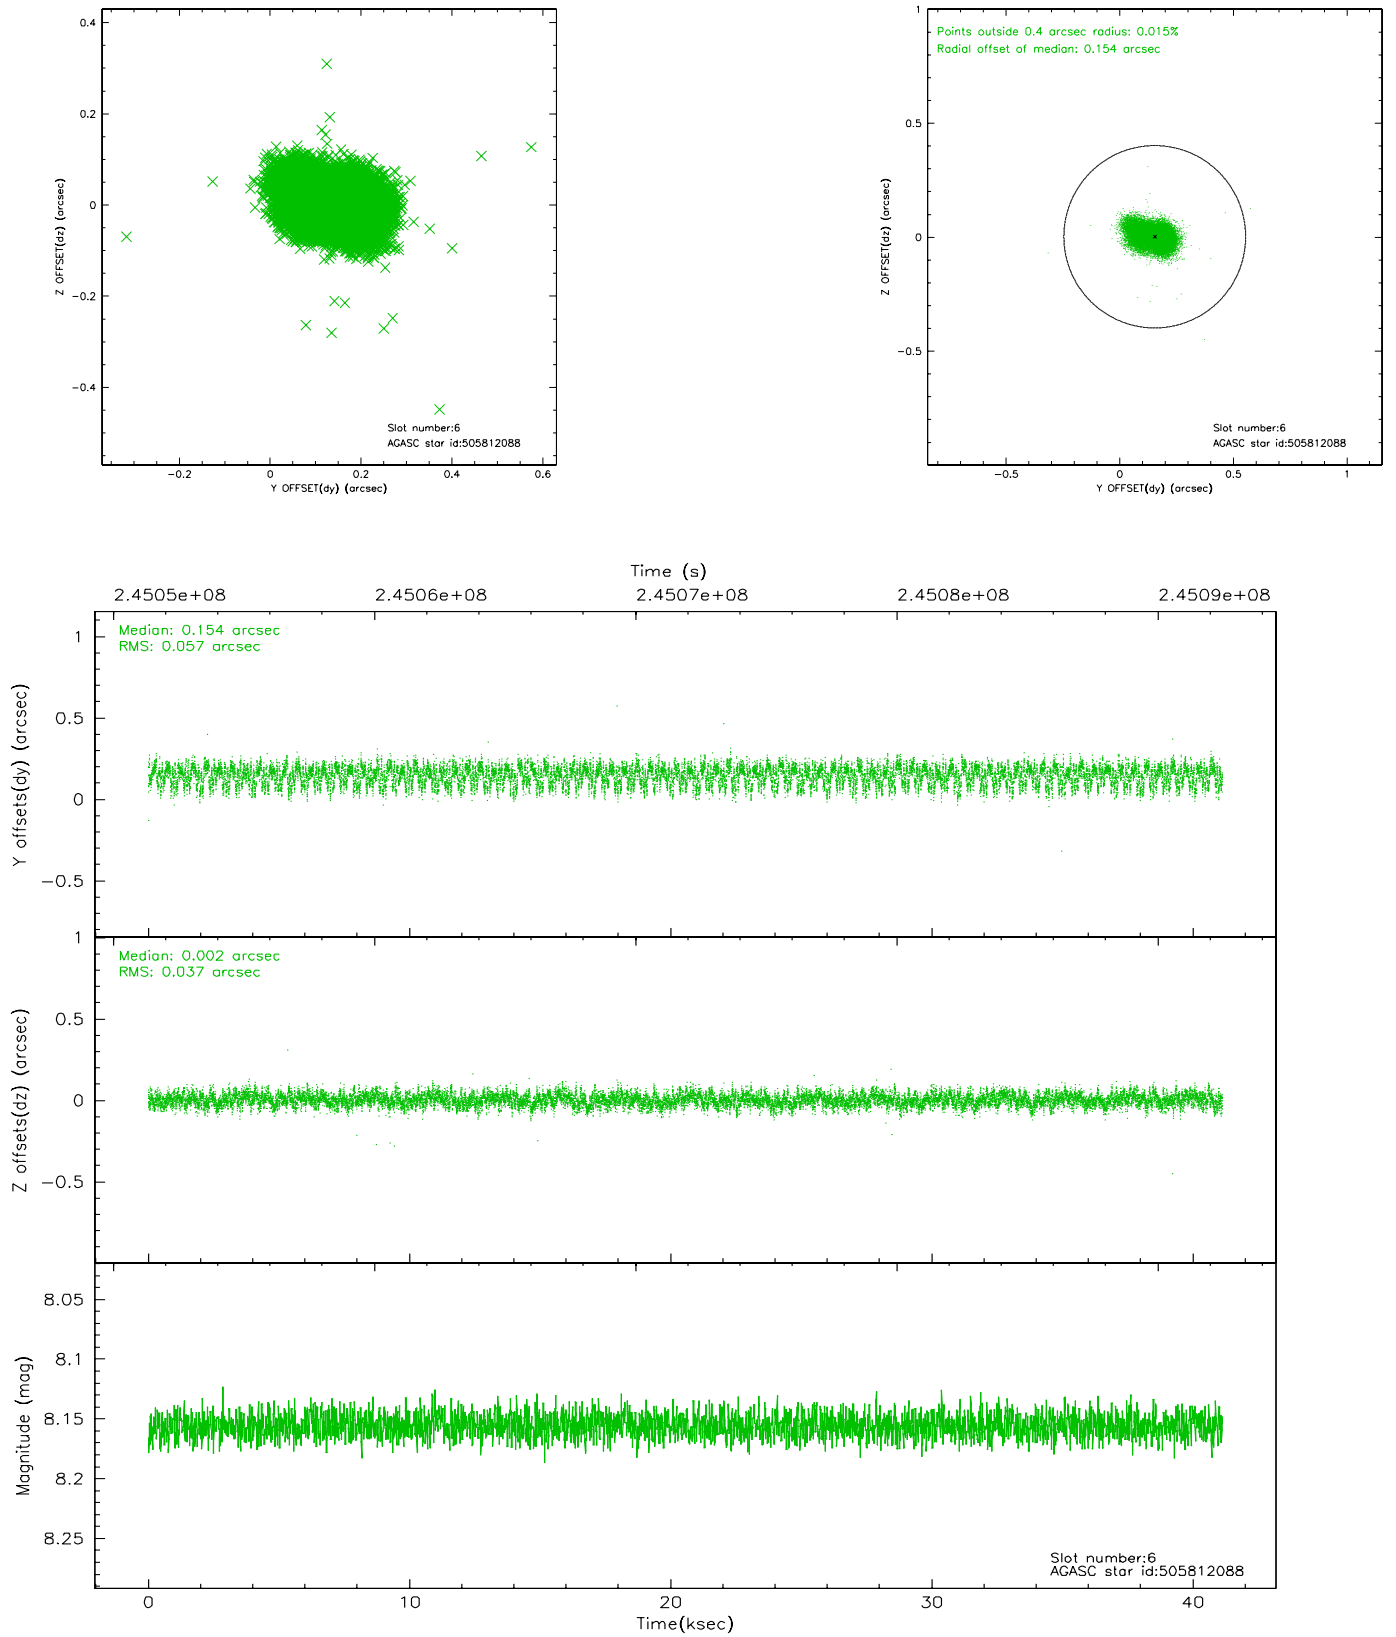 0.4
0.2
0
−0.2
−0.4
Z OFFSET(dz) (arcsec)
Slot number:6
AGASC star id:505812088
−0.2 0 0.2 0.4 0.6
Y OFFSET(dy) (arcsec)
1
0.5
0
−0.5
Z OFFSET(dz) (arcsec)
Points outside 0.4 arcsec radius: 0.015%
Radial offset of median: 0.154 arcsec
Slot number:6
AGASC star id:505812088
−0.5 0 0.5 1
Y OFFSET(dy) (arcsec)
Time (s)
2.4505e+08 2.4506e+08 2.4507e+08 2.4508e+08 2.4509e+08
Median: 0.154 arcsec
RMS: 0.057 arcsec
1
0.5
0
−0.5
Y offsets(dy) (arcsec)
Median: 0.002 arcsec
RMS: 0.037 arcsec
1
0.5
0
−0.5
Z offsets(dz) (arcsec)
8.05
8.1
8.15
8.2
8.25
Magnitude (mag)
Slot number:6
AGASC star id:505812088
0 10 20 30 40
Time(ksec)